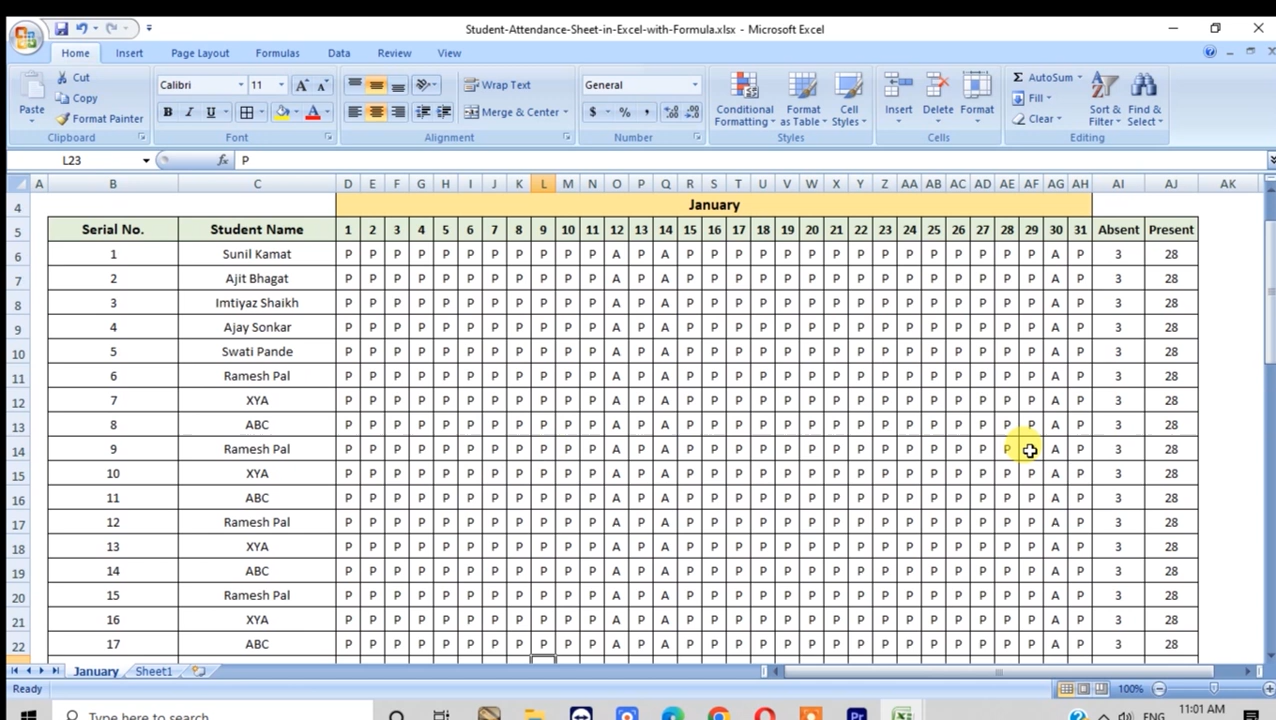 Student-Attendance-Sheet-in-Excel-with-Formula.xlsx - Microsoft Excel
Home Insert Page Layout Formulas Data Review View
Paste Cut Copy Format Painter Clipboard
Calibri 11 A A B I U A Font
Wrap Text Merge & Center Alignment
General $ % , Number
Conditional Formatting Format as Table Cell Styles Styles
Insert Delete Format Cells
AutoSum Fill Clear Sort & Filter Find & Select Editing
L23 fx P
A B C D E F G H I J K L M N O P Q R S T U V W X Y Z AA AB AC AD AE AF AG AH AI AJ AK
4 January
5 Serial No. Student Name 1 2 3 4 5 6 7 8 9 10 11 12 13 14 15 16 17 18 19 20 21 22 23 24 25 26 27 28 29 30 31 Absent Present
6 1 Sunil Kamat P P P P P P P P P P P A P A P P P P P P P P P P P P P P P A P 3 28
7 2 Ajit Bhagat P P P P P P P P P P P A P A P P P P P P P P P P P P P P P A P 3 28
8 3 Imtiyaz Shaikh P P P P P P P P P P P A P A P P P P P P P P P P P P P P P A P 3 28
9 4 Ajay Sonkar P P P P P P P P P P P A P A P P P P P P P P P P P P P P P A P 3 28
10 5 Swati Pande P P P P P P P P P P P A P A P P P P P P P P P P P P P P P A P 3 28
11 6 Ramesh Pal P P P P P P P P P P P A P A P P P P P P P P P P P P P P P A P 3 28
12 7 XYA P P P P P P P P P P P A P A P P P P P P P P P P P P P P P A P 3 28
13 8 ABC P P P P P P P P P P P A P A P P P P P P P P P P P P P P P A P 3 28
14 9 Ramesh Pal P P P P P P P P P P P A P A P P P P P P P P P P P P P P A P 3 28
15 10 XYA P P P P P P P P P P P A P A P P P P P P P P P P P P P P P A P 3 28
16 11 ABC P P P P P P P P P P P A P A P P P P P P P P P P P P P P P A P 3 28
17 12 Ramesh Pal P P P P P P P P P P P A P A P P P P P P P P P P P P P P P A P 3 28
18 13 XYA P P P P P P P P P P P A P A P P P P P P P P P P P P P P P A P 3 28
19 14 ABC P P P P P P P P P P P A P A P P P P P P P P P P P P P P P A P 3 28
20 15 Ramesh Pal P P P P P P P P P P P A P A P P P P P P P P P P P P P P P A P 3 28
21 16 XYA P P P P P P P P P P P A P A P P P P P P P P P P P P P P P A P 3 28
22 17 ABC P P P P P P P P P P P A P A P P P P P P P P P P P P P P P A P 3 28
January Sheet1
Ready 100%
Type here to search ENG 11:01 AM